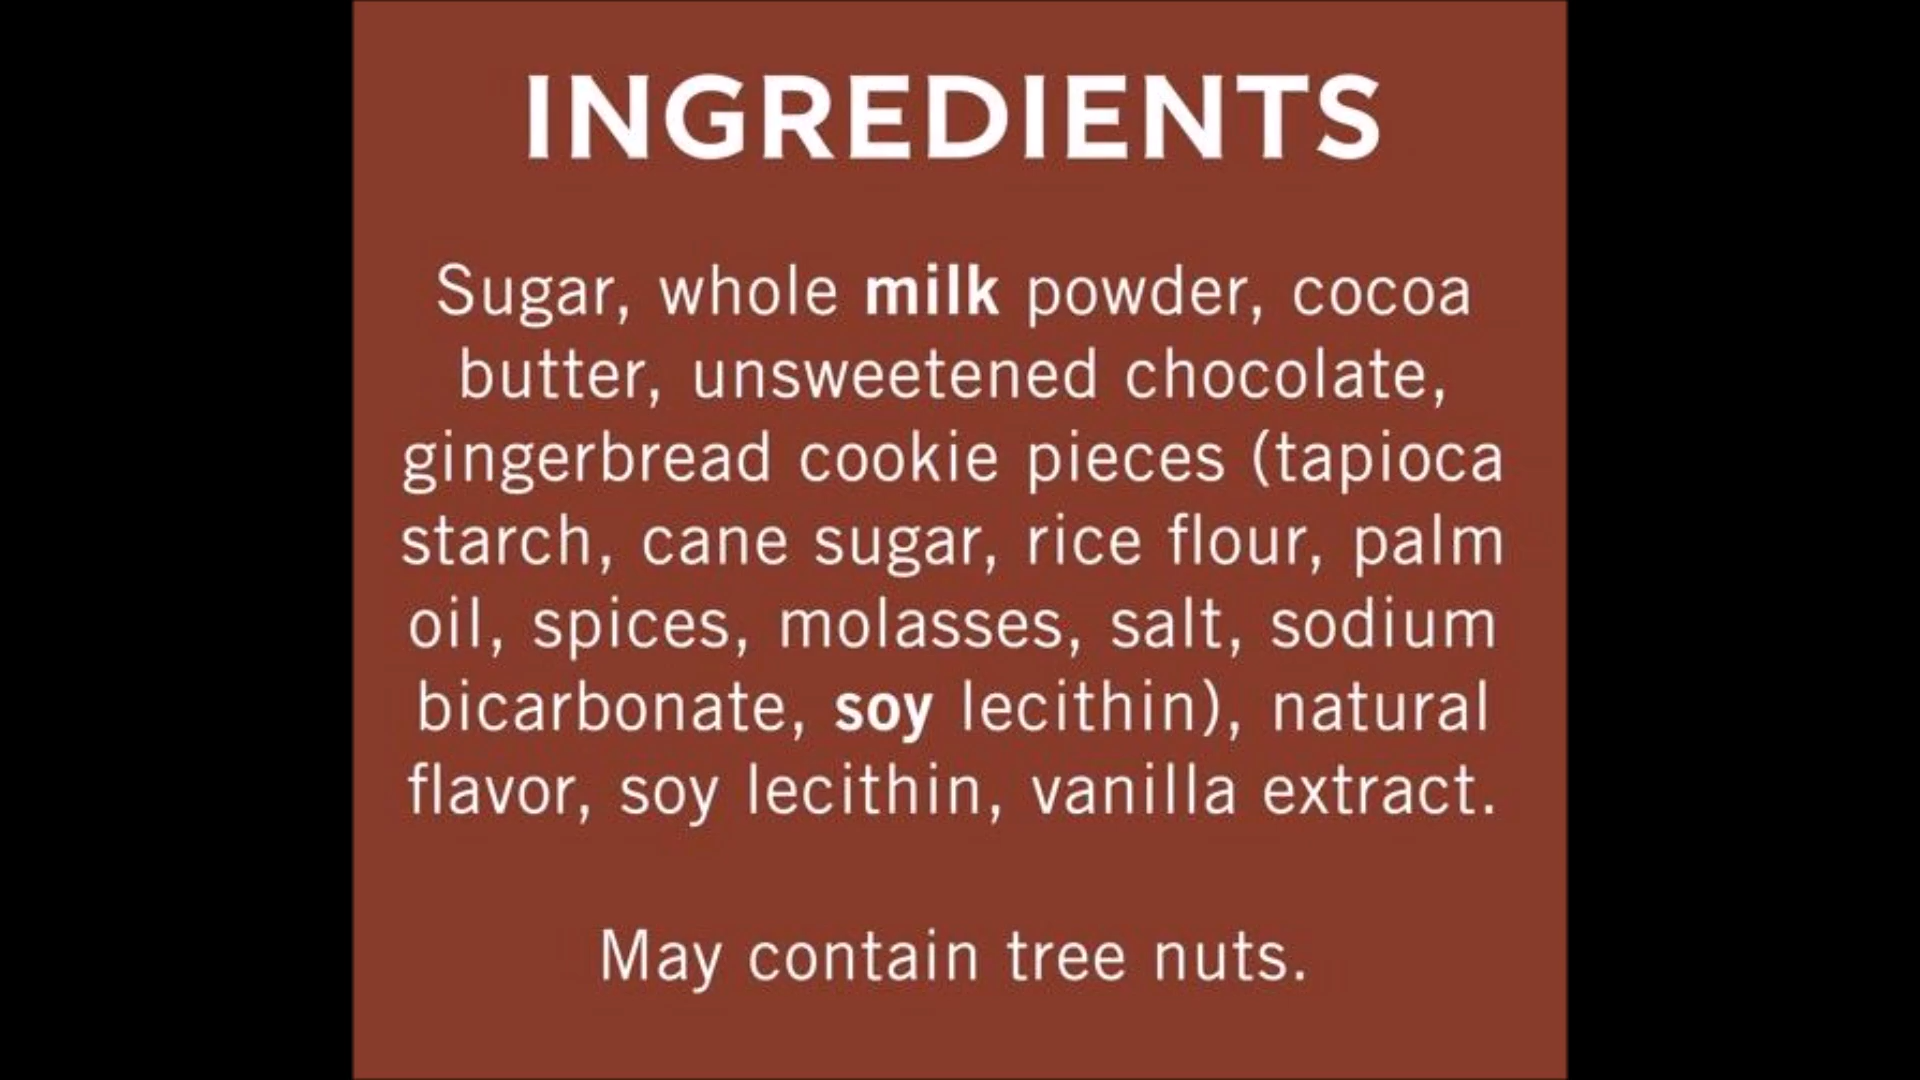 INGREDIENTS
Sugar, whole milk powder, cocoa
butter, unsweetened chocolate,
gingerbread cookie pieces (tapioca
starch, cane sugar, rice flour, palm
oil, spices, molasses, salt, sodium
bicarbonate, soy lecithin), natural
flavor, soy lecithin, vanilla extract.
May contain tree nuts.